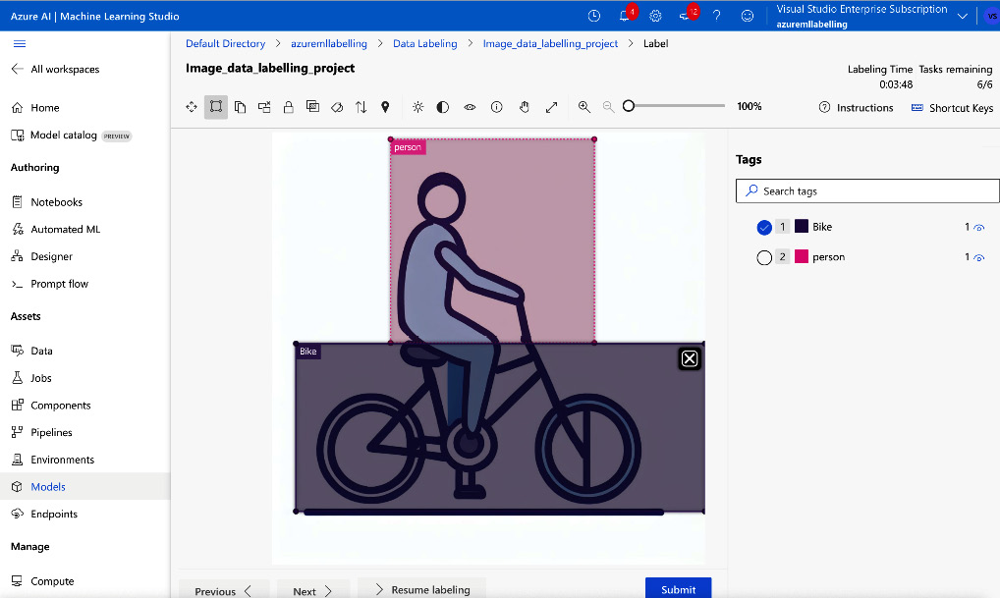 Azure AI | Machine Learning Studio
4
12
?
Visual Studio Enterprise Subscription
azuremllabelling
VS
Default Directory > azuremllabelling > Data Labeling > Image_data_labelling_project > Label
All workspaces
Home
Model catalog PREVIEW
Authoring
Notebooks
Automated ML
Designer
Prompt flow
Assets
Data
Jobs
Components
Pipelines
Environments
Models
Endpoints
Manage
Compute
Image_data_labelling_project
Labeling Time Tasks remaining
0:03:48 6/6
100%
Instructions Shortcut Keys
person
Bike
Tags
Search tags
1 Bike 1
2 person 1
Previous Next Resume labeling Submit